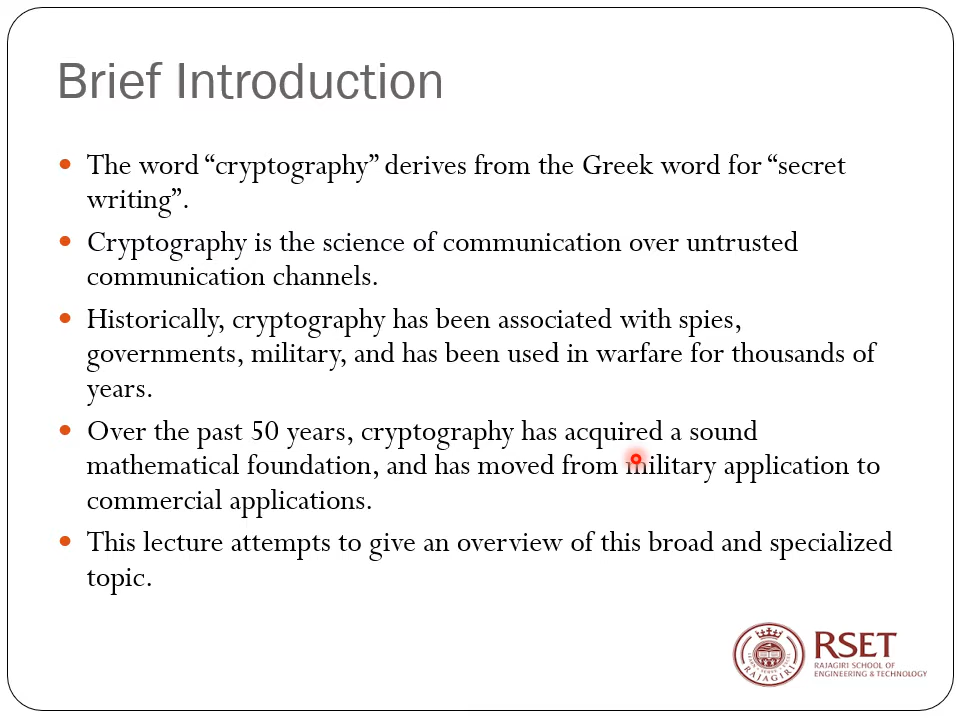 Brief Introduction
• The word “cryptography” derives from the Greek word for “secret
writing”.
• Cryptography is the science of communication over untrusted
communication channels.
• Historically, cryptography has been associated with spies,
governments, military, and has been used in warfare for thousands of
years.
• Over the past 50 years, cryptography has acquired a sound
mathematical foundation, and has moved from military application to
commercial applications.
• This lecture attempts to give an overview of this broad and specialized
topic.
RAJAGIRI
RSET
RAJAGIRI SCHOOL OF
ENGINEERING & TECHNOLOGY